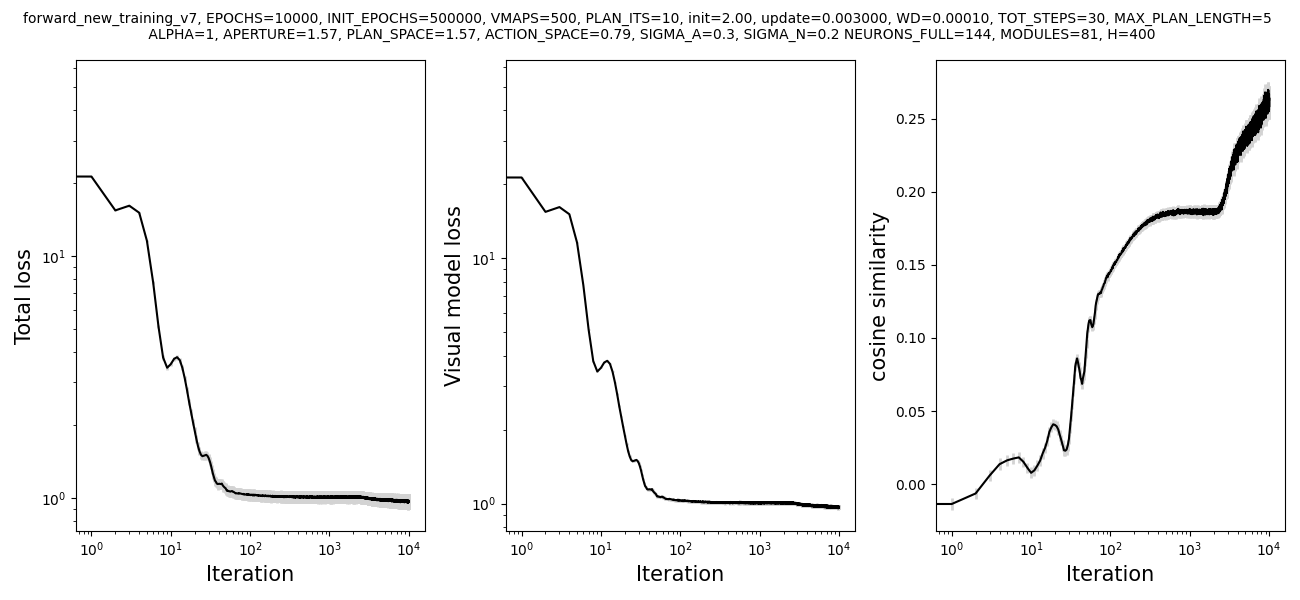 forward_new_training_v7, EPOCHS=10000, INIT_EPOCHS=500000, VMAPS=500, PLAN_ITS=10, init=2.00, update=0.003000, WD=0.00010, TOT_STEPS=30, MAX_PLAN_LENGTH=5
ALPHA=1, APERTURE=1.57, PLAN_SPACE=1.57, ACTION_SPACE=0.79, SIGMA_A=0.3, SIGMA_N=0.2 NEURONS_FULL=144, MODULES=81, H=400
Total loss
10¹
10⁰
10⁰ 10¹ 10² 10³ 10⁴
Iteration
Visual model loss
10¹
10⁰
10⁰ 10¹ 10² 10³ 10⁴
Iteration
cosine similarity
0.25
0.20
0.15
0.10
0.05
0.00
10⁰ 10¹ 10² 10³ 10⁴
Iteration